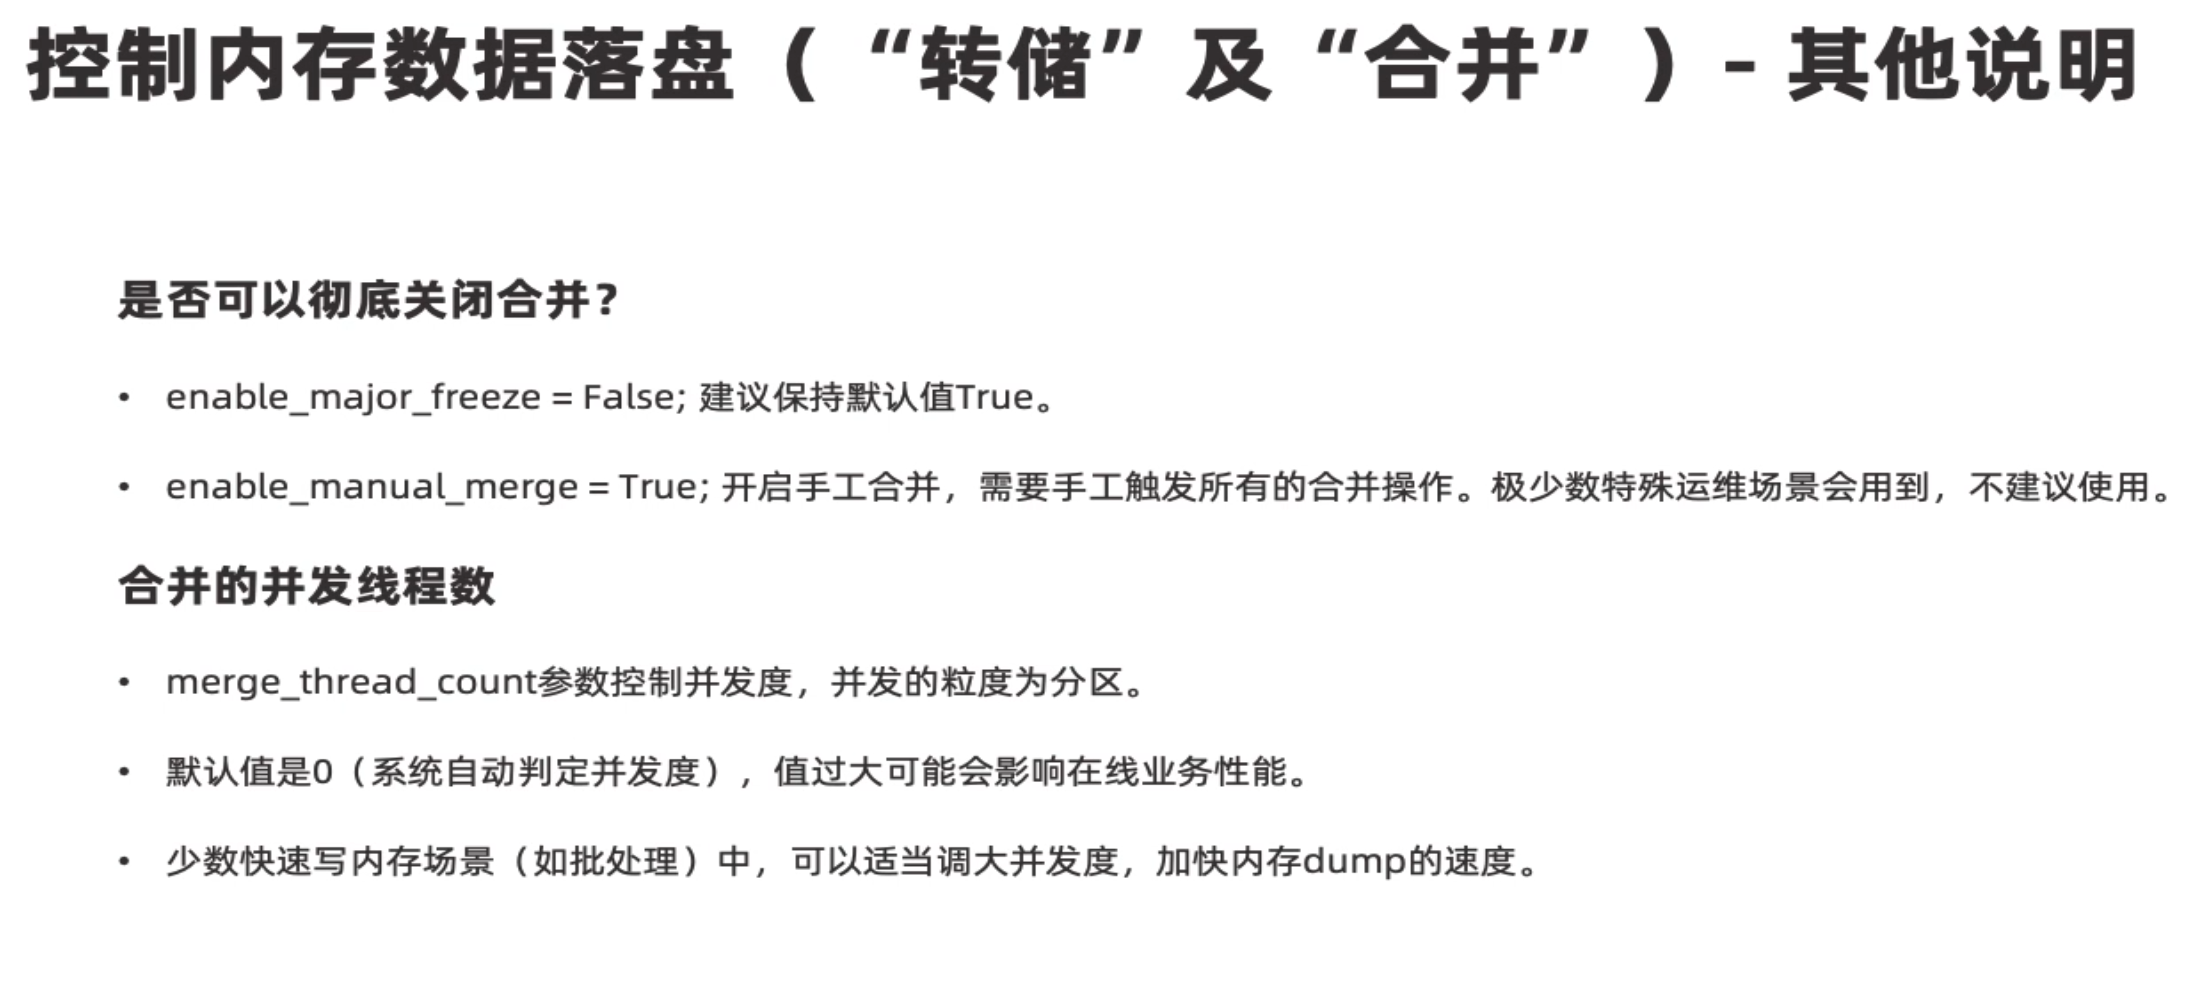 控制内存数据落盘（“转储”及“合并”）- 其他说明
是否可以彻底关闭合并？
• enable_major_freeze = False; 建议保持默认值True。
• enable_manual_merge = True; 开启手工合并，需要手工触发所有的合并操作。极少数特殊运维场景会用到，不建议使用。
合并的并发线程数
• merge_thread_count参数控制并发度，并发的粒度为分区。
• 默认值是0（系统自动判定并发度），值过大可能会影响在线业务性能。
• 少数快速写内存场景（如批处理）中，可以适当调大并发度，加快内存dump的速度。